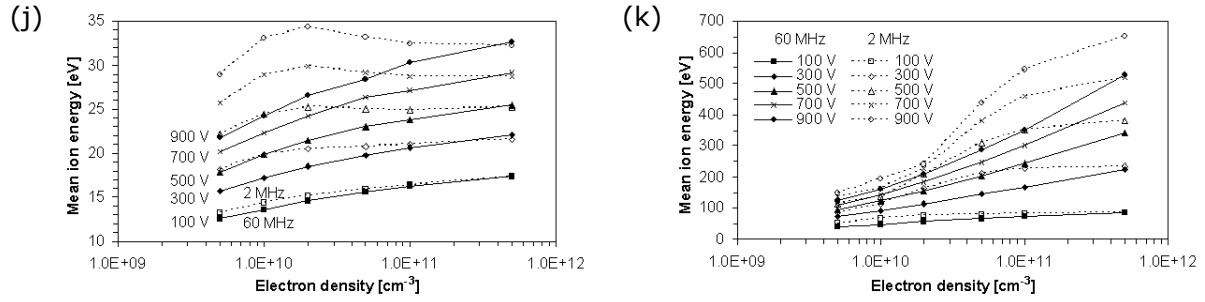 (j)
Mean ion energy [eV]
35
30
25
20
15
10
900 V
700 V
500 V
300 V
100 V
2 MHz
60 MHz
1.0E+09 1.0E+10 1.0E+11 1.0E+12
Electron density [cm-3]
(k)
Mean ion energy [eV]
700
600
500
400
300
200
100
0
60 MHz 2 MHz
100 V 100 V
300 V 300 V
500 V 500 V
700 V 700 V
900 V 900 V
1.0E+09 1.0E+10 1.0E+11 1.0E+12
Electron density [cm-3]